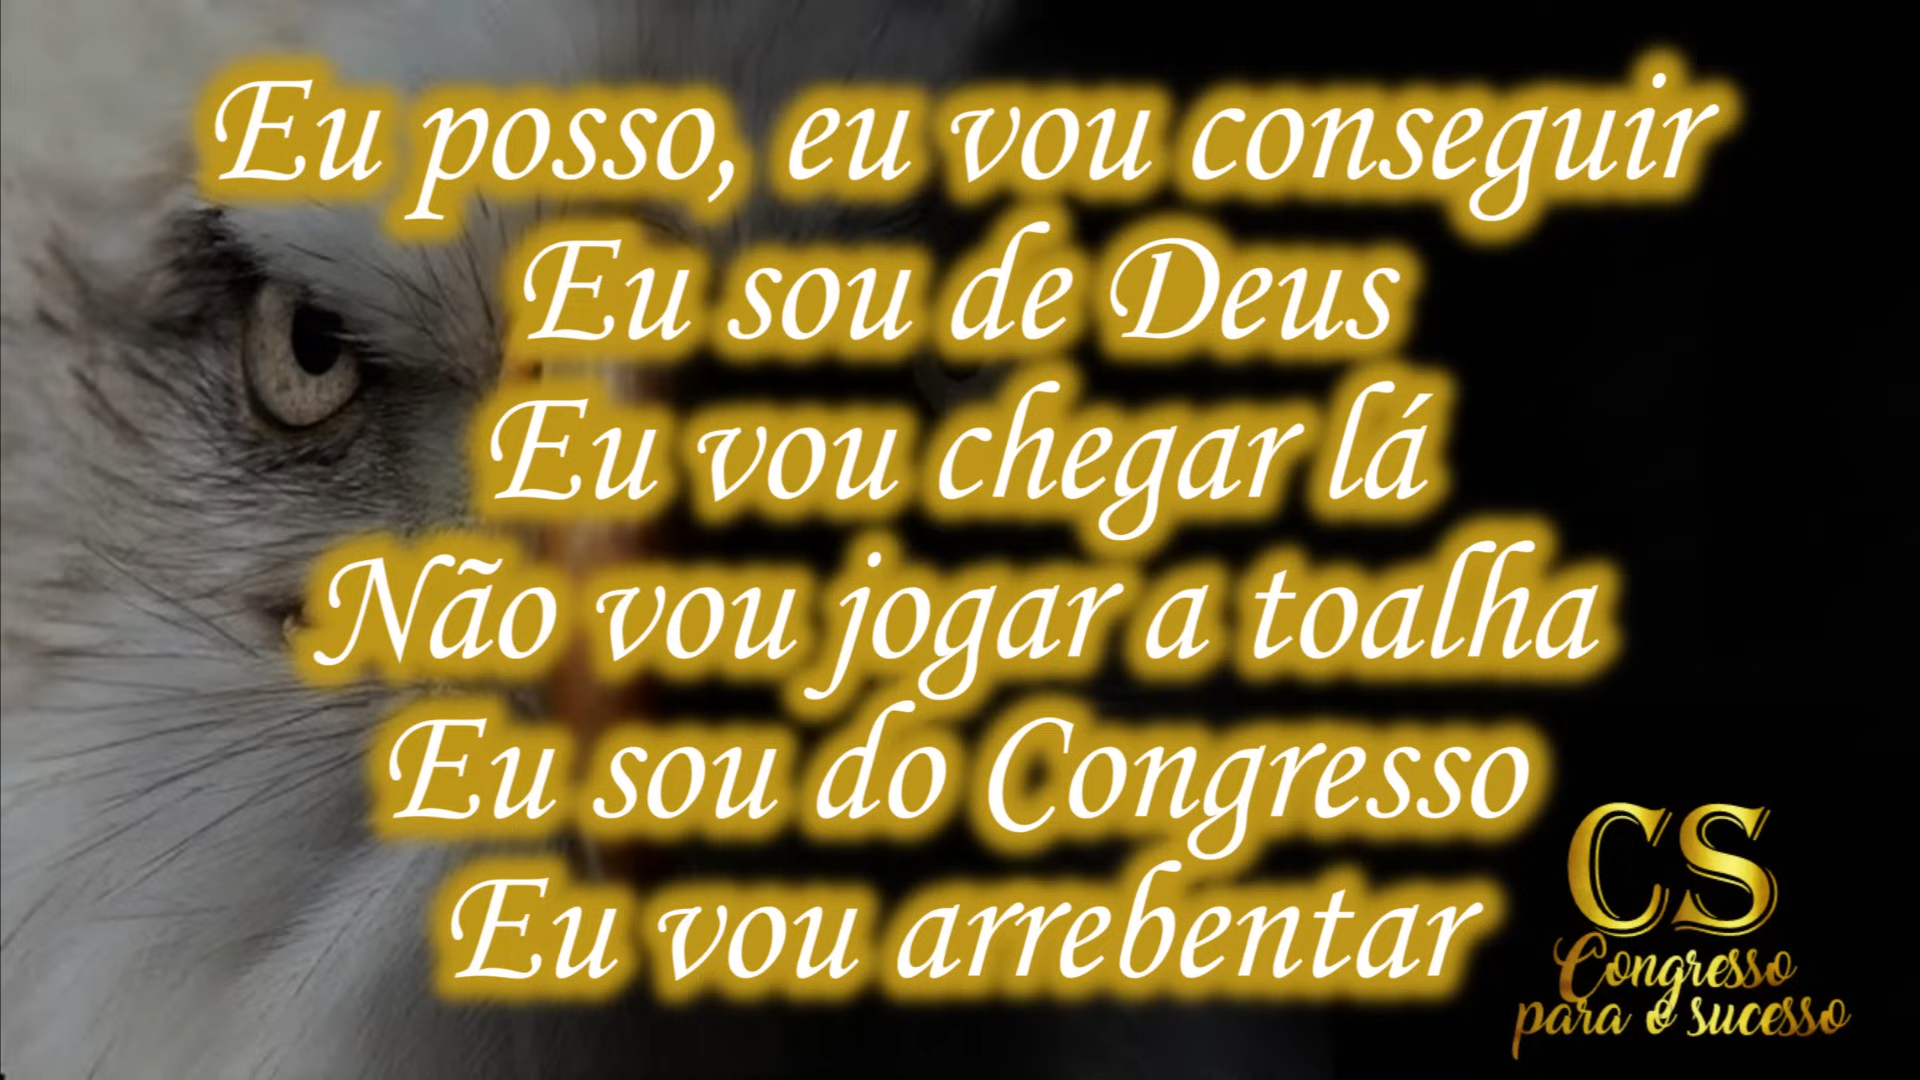 Eu posso, eu vou conseguir
Eu sou de Deus
Eu vou chegar lá
Não vou jogar a toalha
Eu sou do Congresso
Eu vou arrebentar
CS
Congresso
para o sucesso